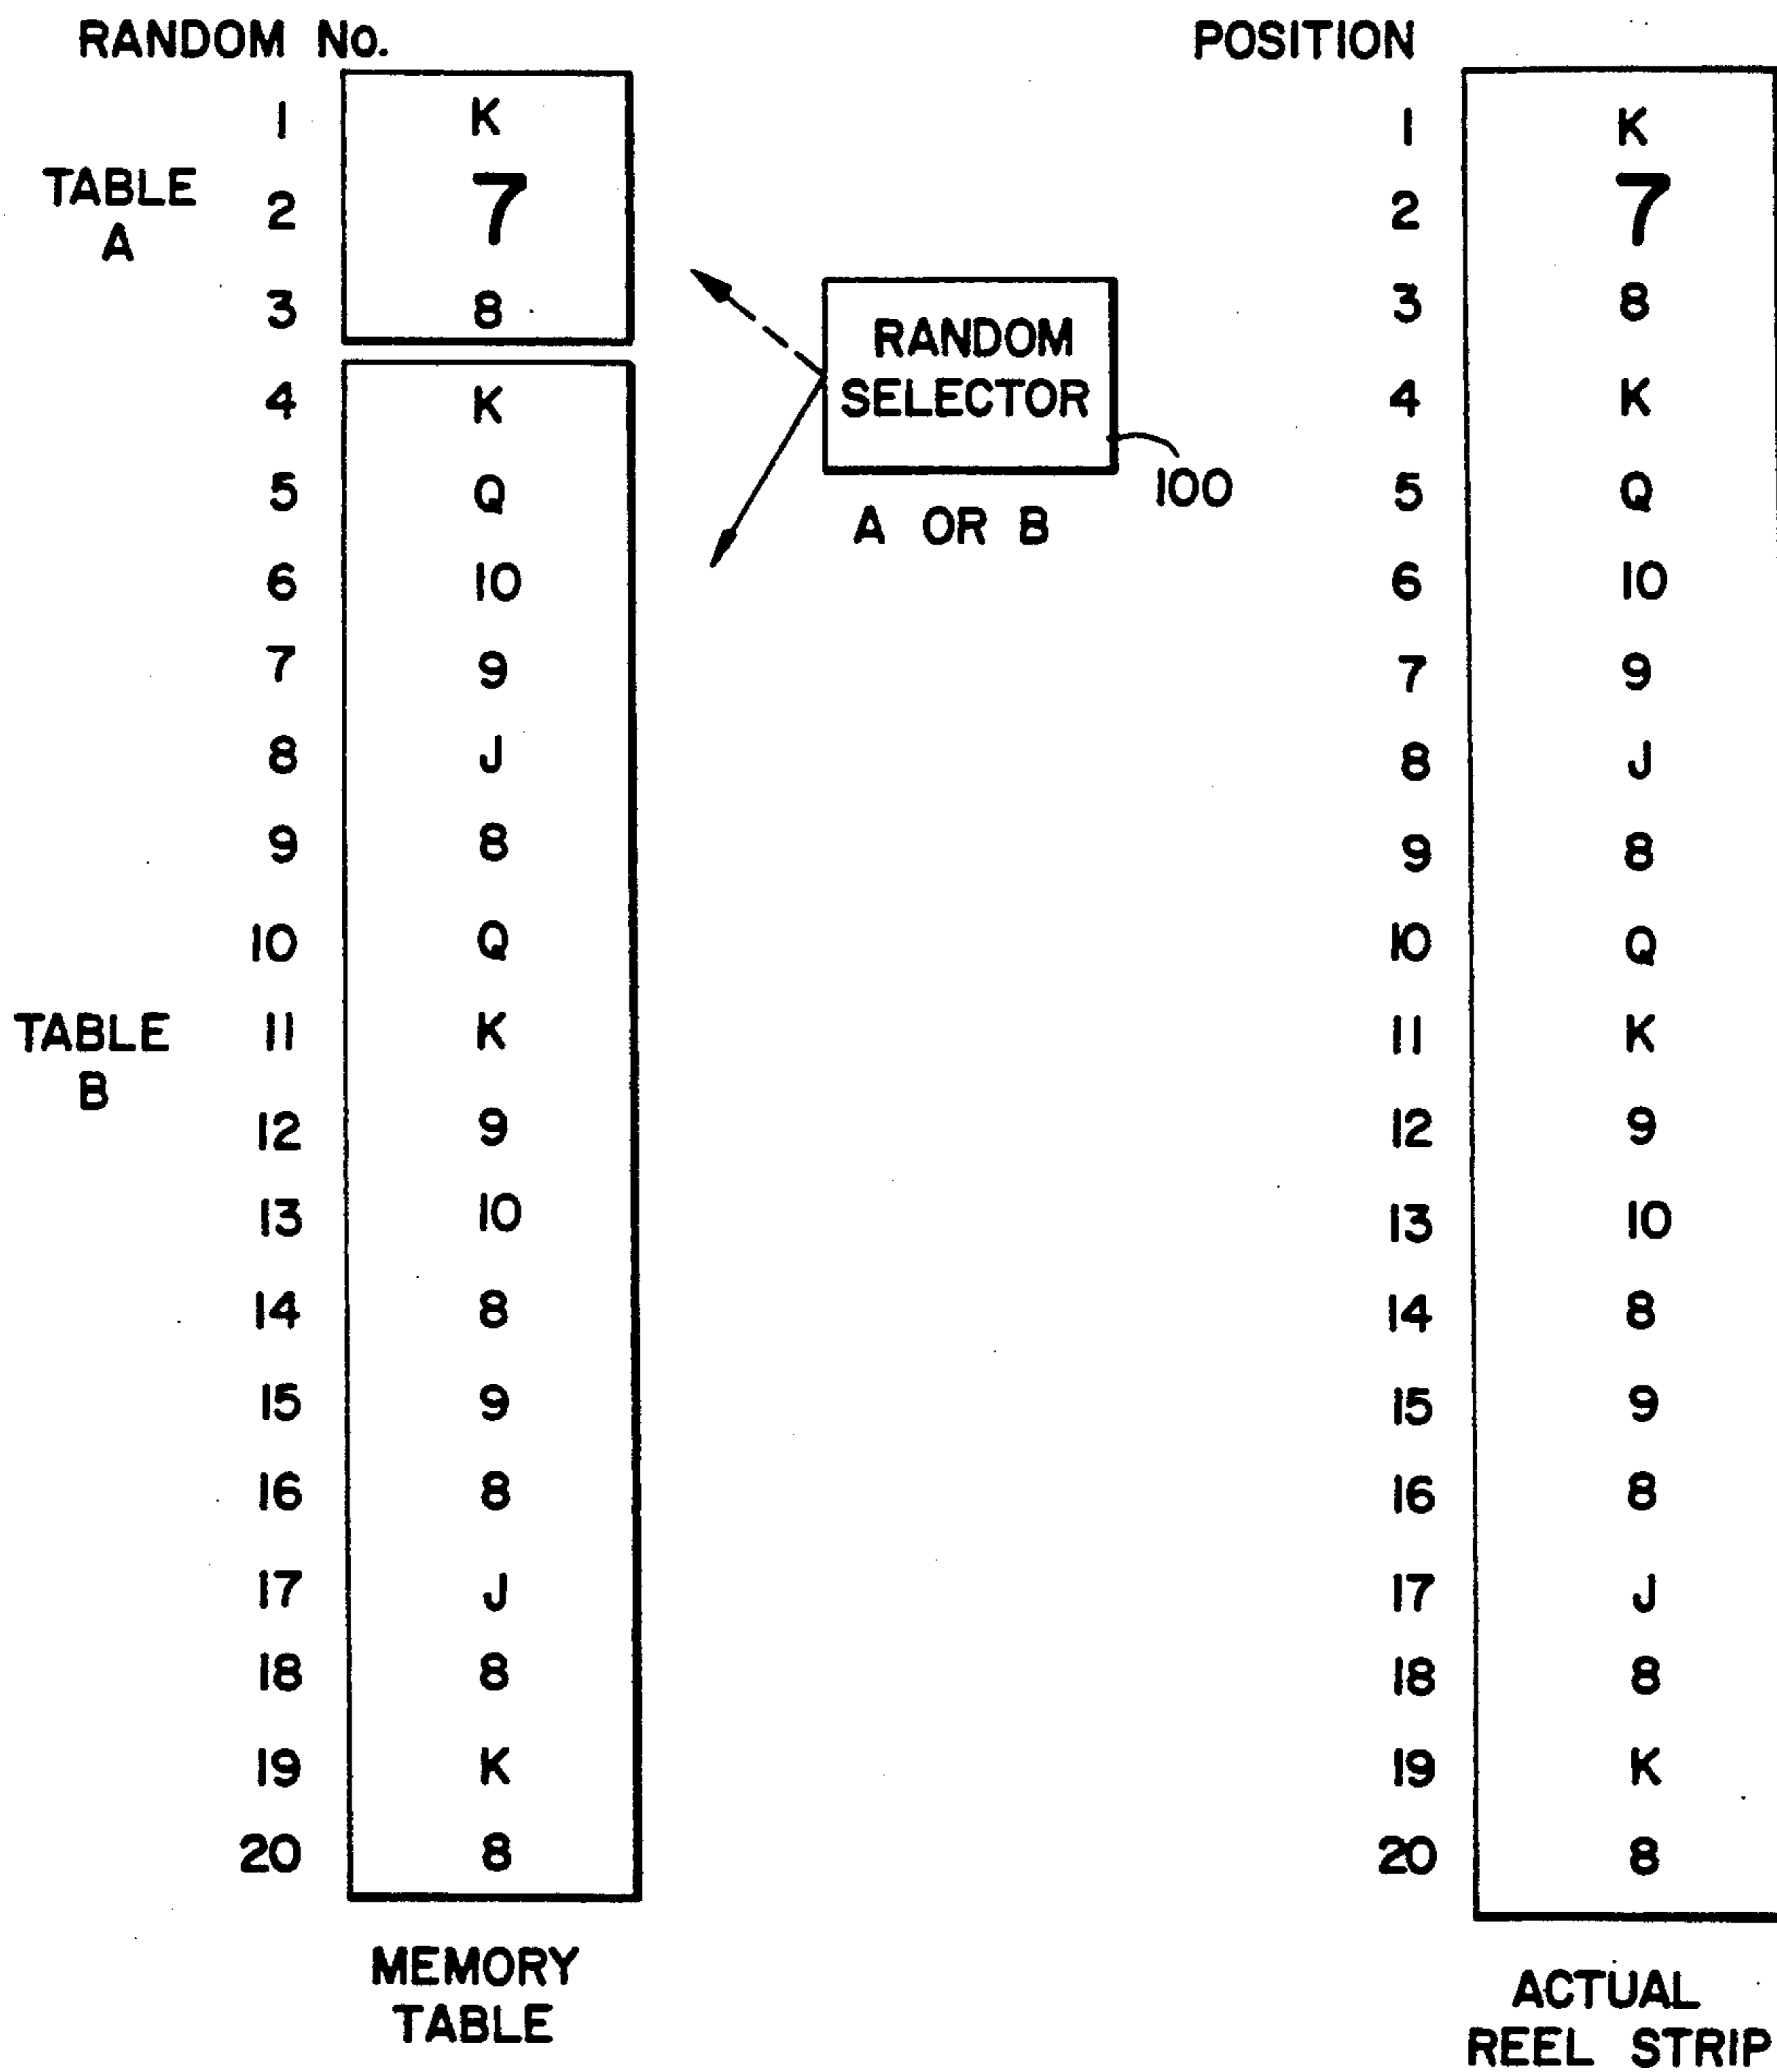 RANDOM No.
1 K
TABLE A
2 7
3 8
4 K
5 Q
6 10
7 9
8 J
9 8
10 Q
TABLE B
11 K
12 9
13 10
14 8
15 9
16 8
17 J
18 8
19 K
20 8
MEMORY
TABLE
RANDOM
SELECTOR
100
A OR B
POSITION
1 K
2 7
3 8
4 K
5 Q
6 10
7 9
8 J
9 8
10 Q
11 K
12 9
13 10
14 8
15 9
16 8
17 J
18 8
19 K
20 8
ACTUAL
REEL STRIP